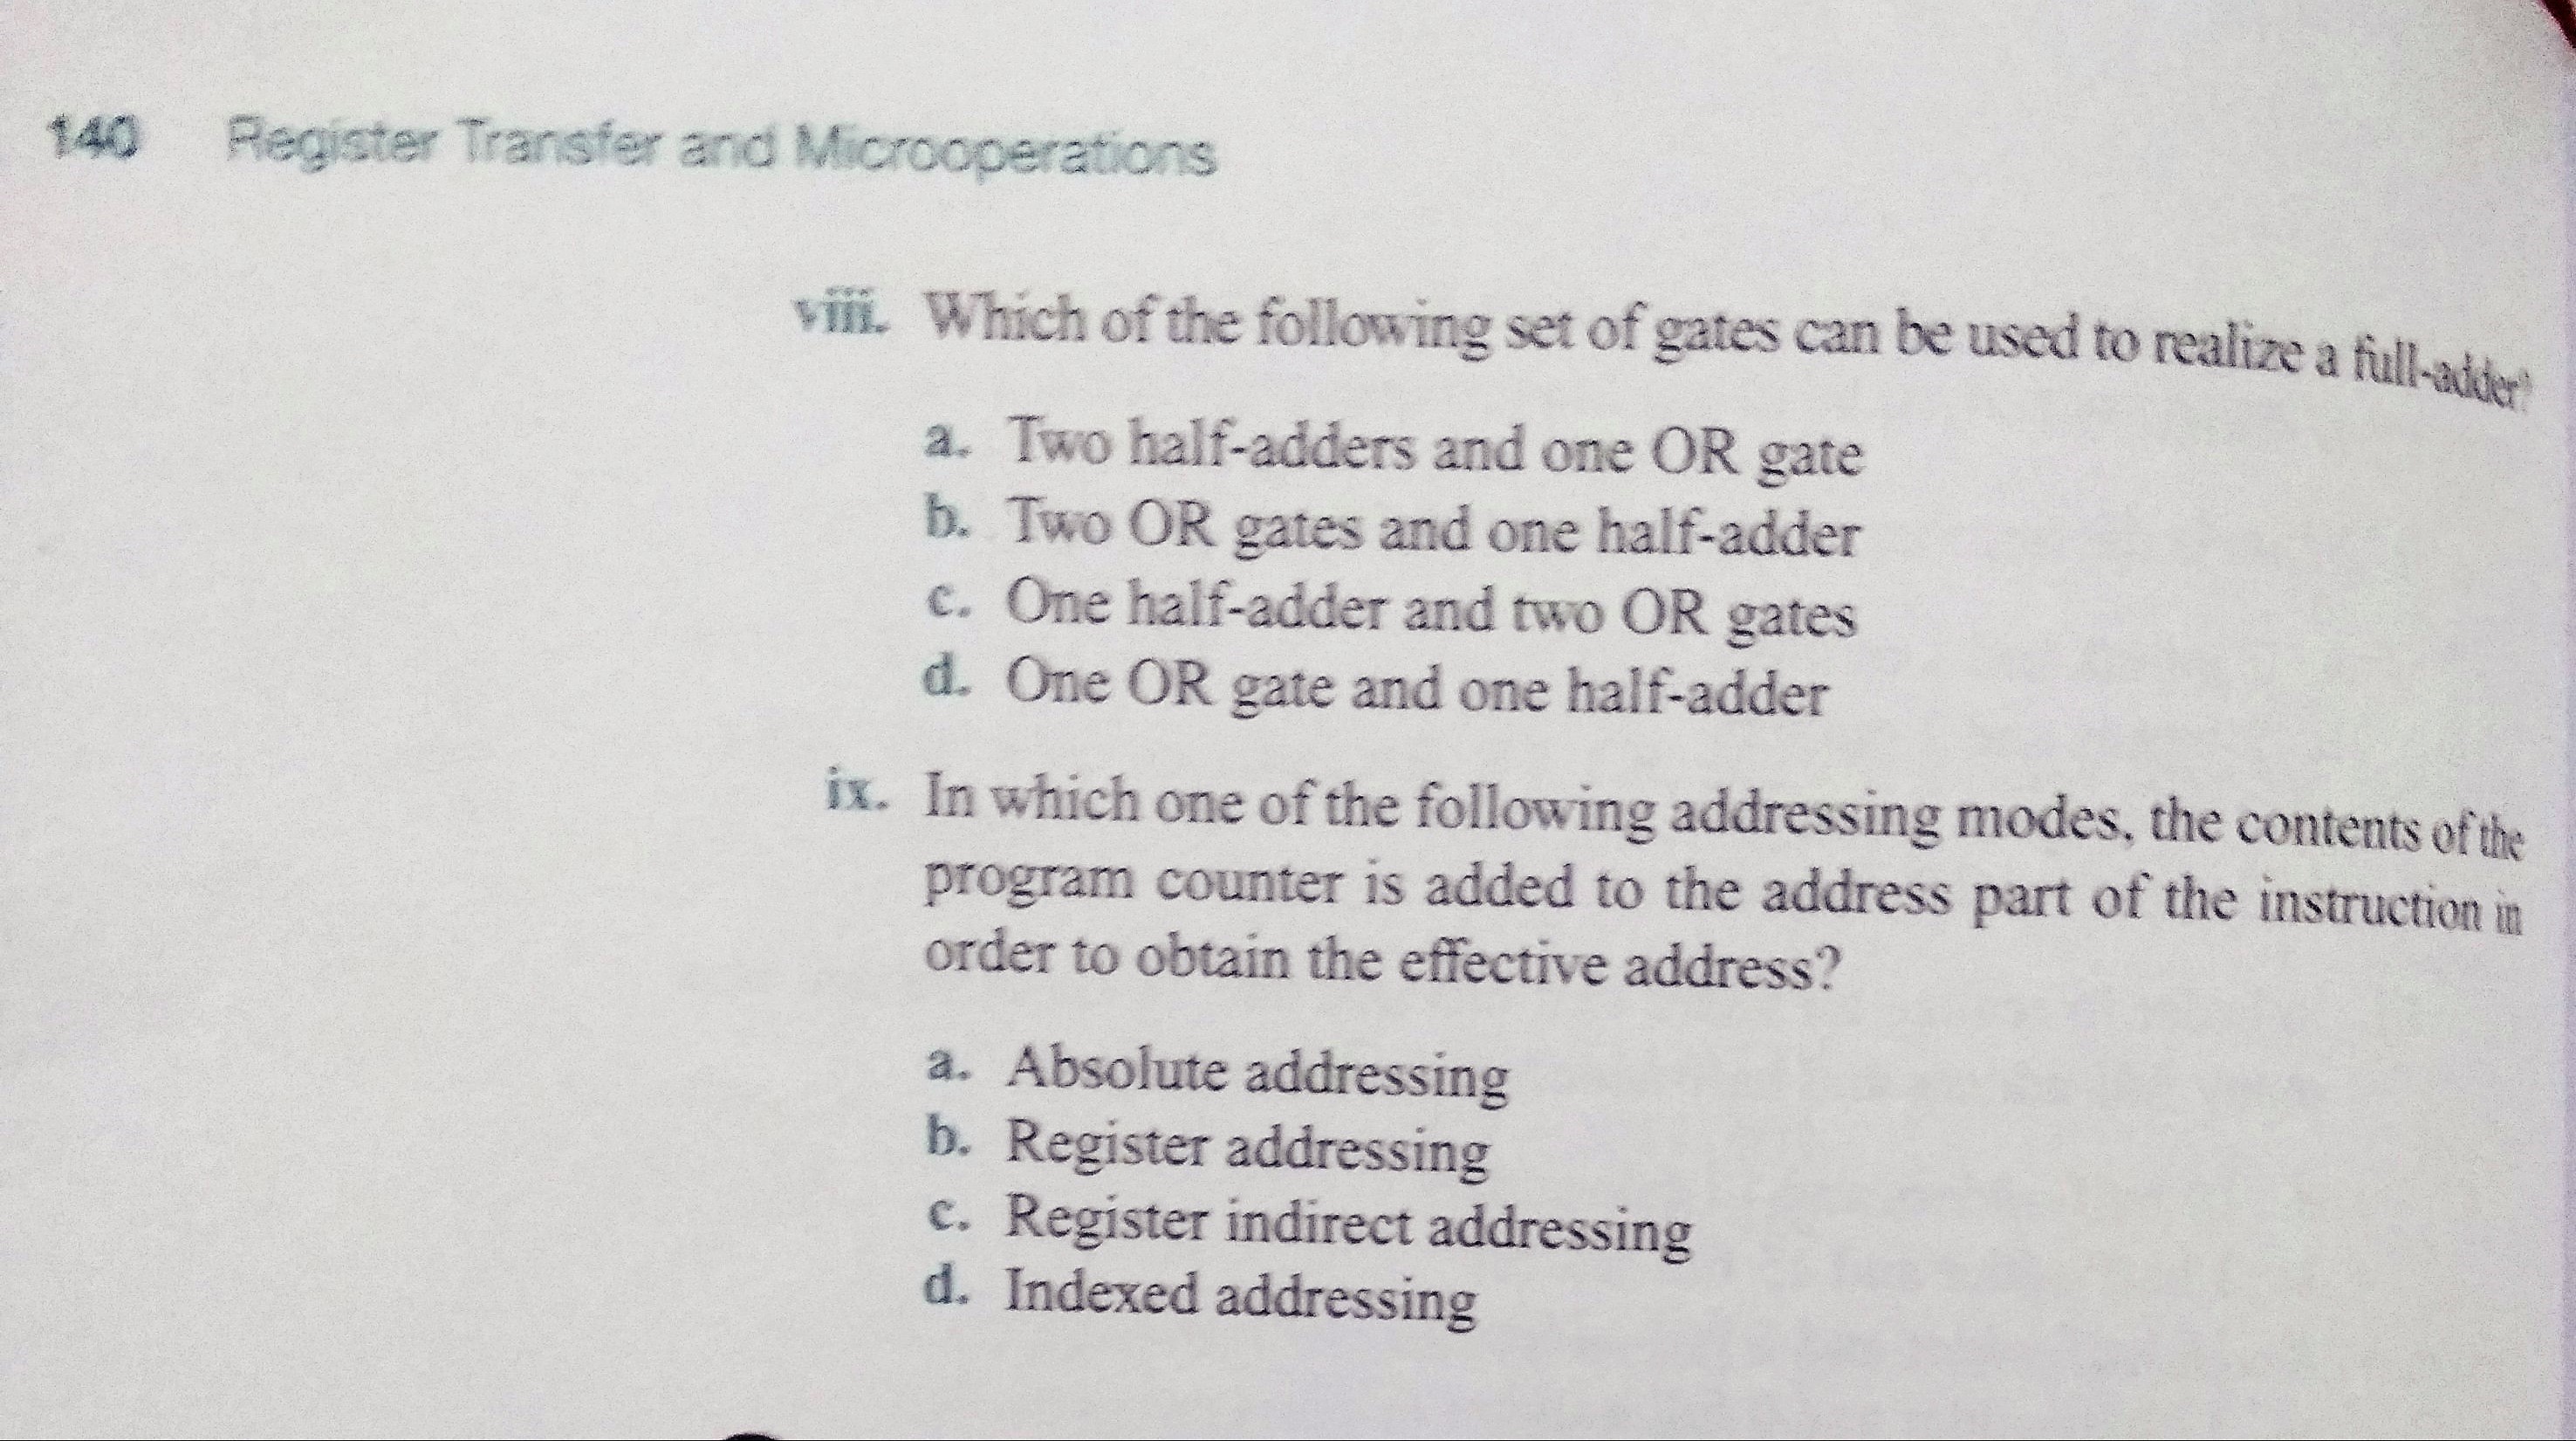 140 Register Transfer and Microoperations
viii. Which of the following set of gates can be used to realize a full-adder?
a. Two half-adders and one OR gate
b. Two OR gates and one half-adder
c. One half-adder and two OR gates
d. One OR gate and one half-adder
ix. In which one of the following addressing modes, the contents of the
program counter is added to the address part of the instruction in
order to obtain the effective address?
a. Absolute addressing
b. Register addressing
c. Register indirect addressing
d. Indexed addressing